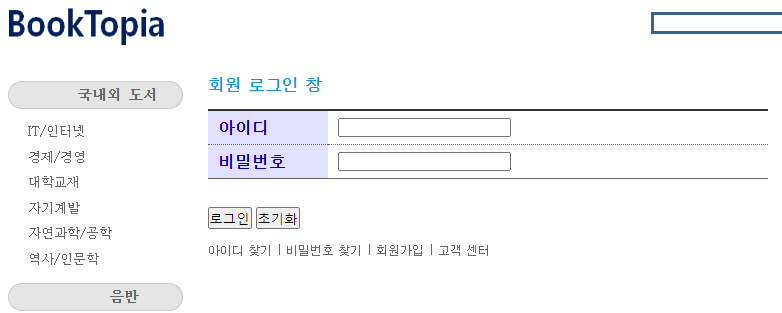 BookTopia
국내외 도서
IT/인터넷
경제/경영
대학교재
자기계발
자연과학/공학
역사/인문학
음반
회원 로그인 창
아이디
비밀번호
로그인 초기화
아이디 찾기 | 비밀번호 찾기 | 회원가입 | 고객 센터